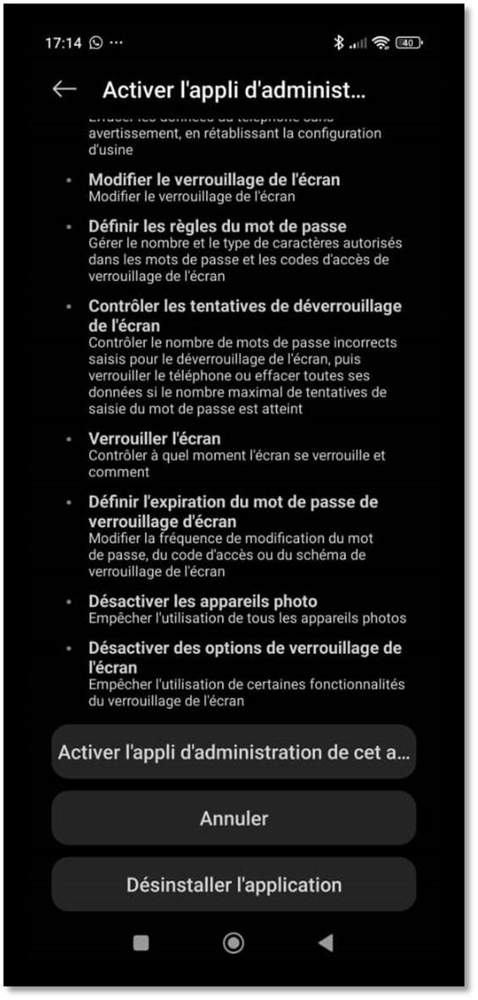 17:14
40
Activer l'appli d'administ...
Effacer les données du téléphone sans
avertissement, en rétablissant la configuration
d'usine
• Modifier le verrouillage de l'écran
Modifier le verrouillage de l'écran
• Définir les règles du mot de passe
Gérer le nombre et le type de caractères autorisés
dans les mots de passe et les codes d'accès de
verrouillage de l'écran
• Contrôler les tentatives de déverrouillage
de l'écran
Contrôler le nombre de mots de passe incorrects
saisis pour le déverrouillage de l'écran, puis
verrouiller le téléphone ou effacer toutes ses
données si le nombre maximal de tentatives de
saisie du mot de passe est atteint
• Verrouiller l'écran
Contrôler à quel moment l'écran se verrouille et
comment
• Définir l'expiration du mot de passe de
verrouillage d'écran
Modifier la fréquence de modification du mot
de passe, du code d'accès ou du schéma de
verrouillage de l'écran
• Désactiver les appareils photo
Empêcher l'utilisation de tous les appareils photos
• Désactiver des options de verrouillage de
l'écran
Empêcher l'utilisation de certaines fonctionnalités
du verrouillage de l'écran
Activer l'appli d'administration de cet a...
Annuler
Désinstaller l'application